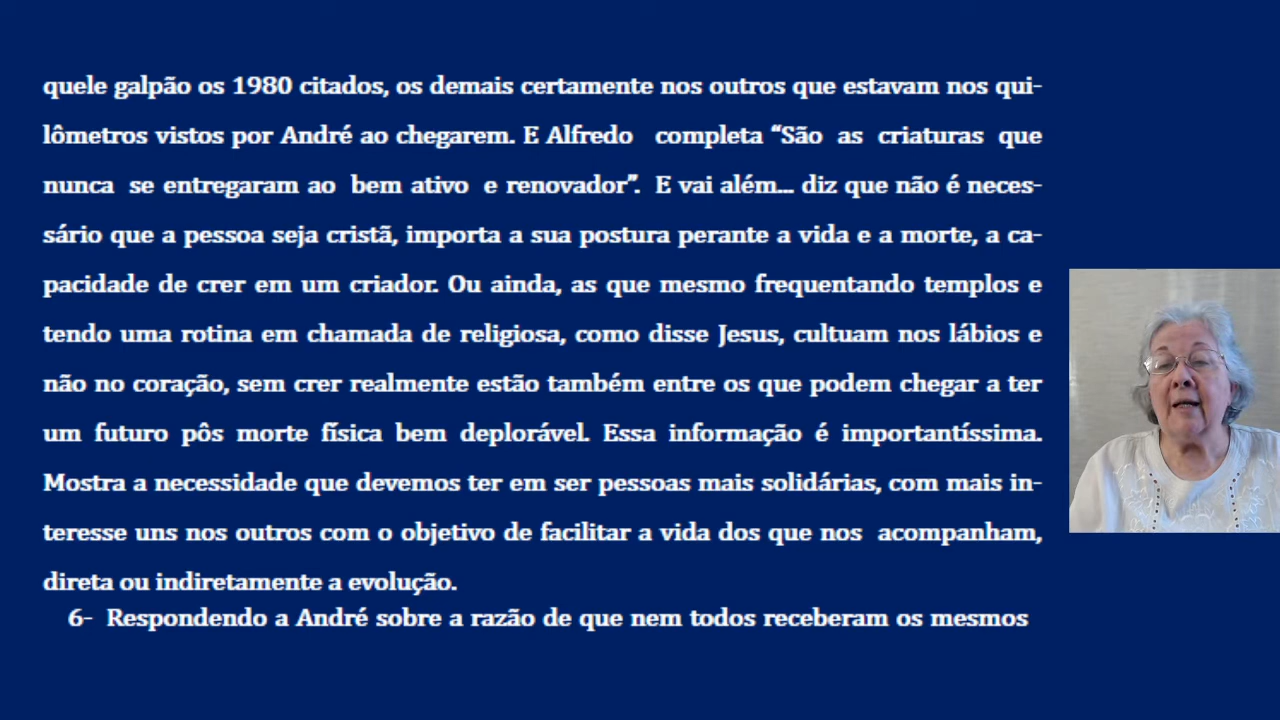 quele galpão os 1980 citados, os demais certamente nos outros que estavam nos qui-
lômetros vistos por André ao chegarem. E Alfredo completa “São as criaturas que
nunca se entregaram ao bem ativo e renovador”. E vai além... diz que não é neces-
sário que a pessoa seja cristã, importa a sua postura perante a vida e a morte, a ca-
pacidade de crer em um criador. Ou ainda, as que mesmo frequentando templos e
tendo uma rotina em chamada de religiosa, como disse Jesus, cultuam nos lábios e
não no coração, sem crer realmente estão também entre os que podem chegar a ter
um futuro pôs morte física bem deplorável. Essa informação é importantíssima.
Mostra a necessidade que devemos ter em ser pessoas mais solidárias, com mais in-
teresse uns nos outros com o objetivo de facilitar a vida dos que nos acompanham,
direta ou indiretamente a evolução.
6- Respondendo a André sobre a razão de que nem todos receberam os mesmos